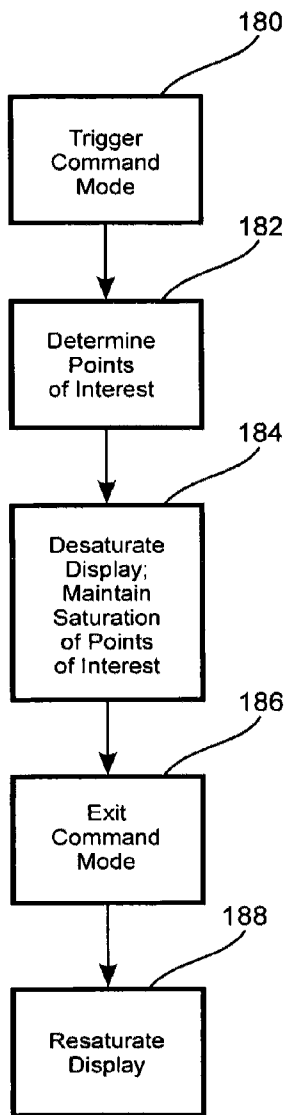 180
Trigger
Command
Mode
182
Determine
Points
of Interest
184
Desaturate
Display;
Maintain
Saturation
of Points
of Interest
186
Exit
Command
Mode
188
Resaturate
Display